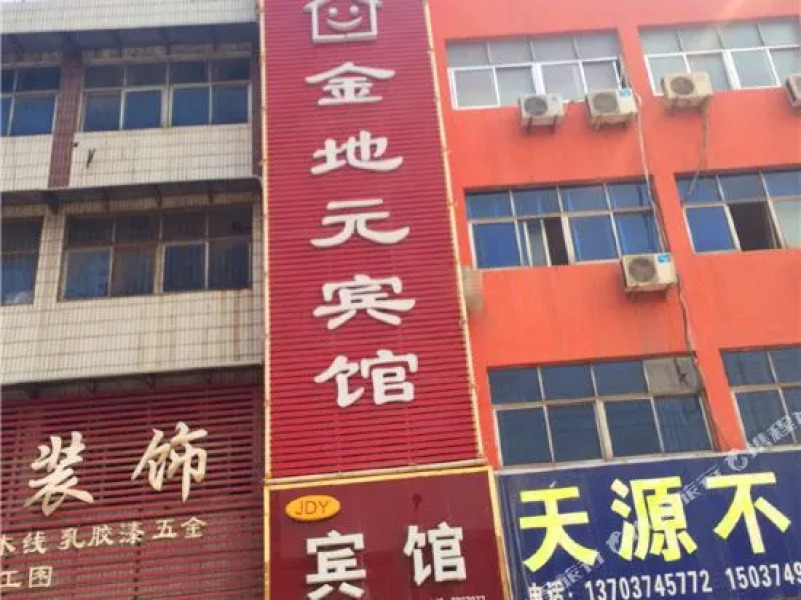 金地元宾馆
装饰
木线 乳胶漆 五金
工图
JDY
宾馆
天源不
电话: 13703745772 1503749